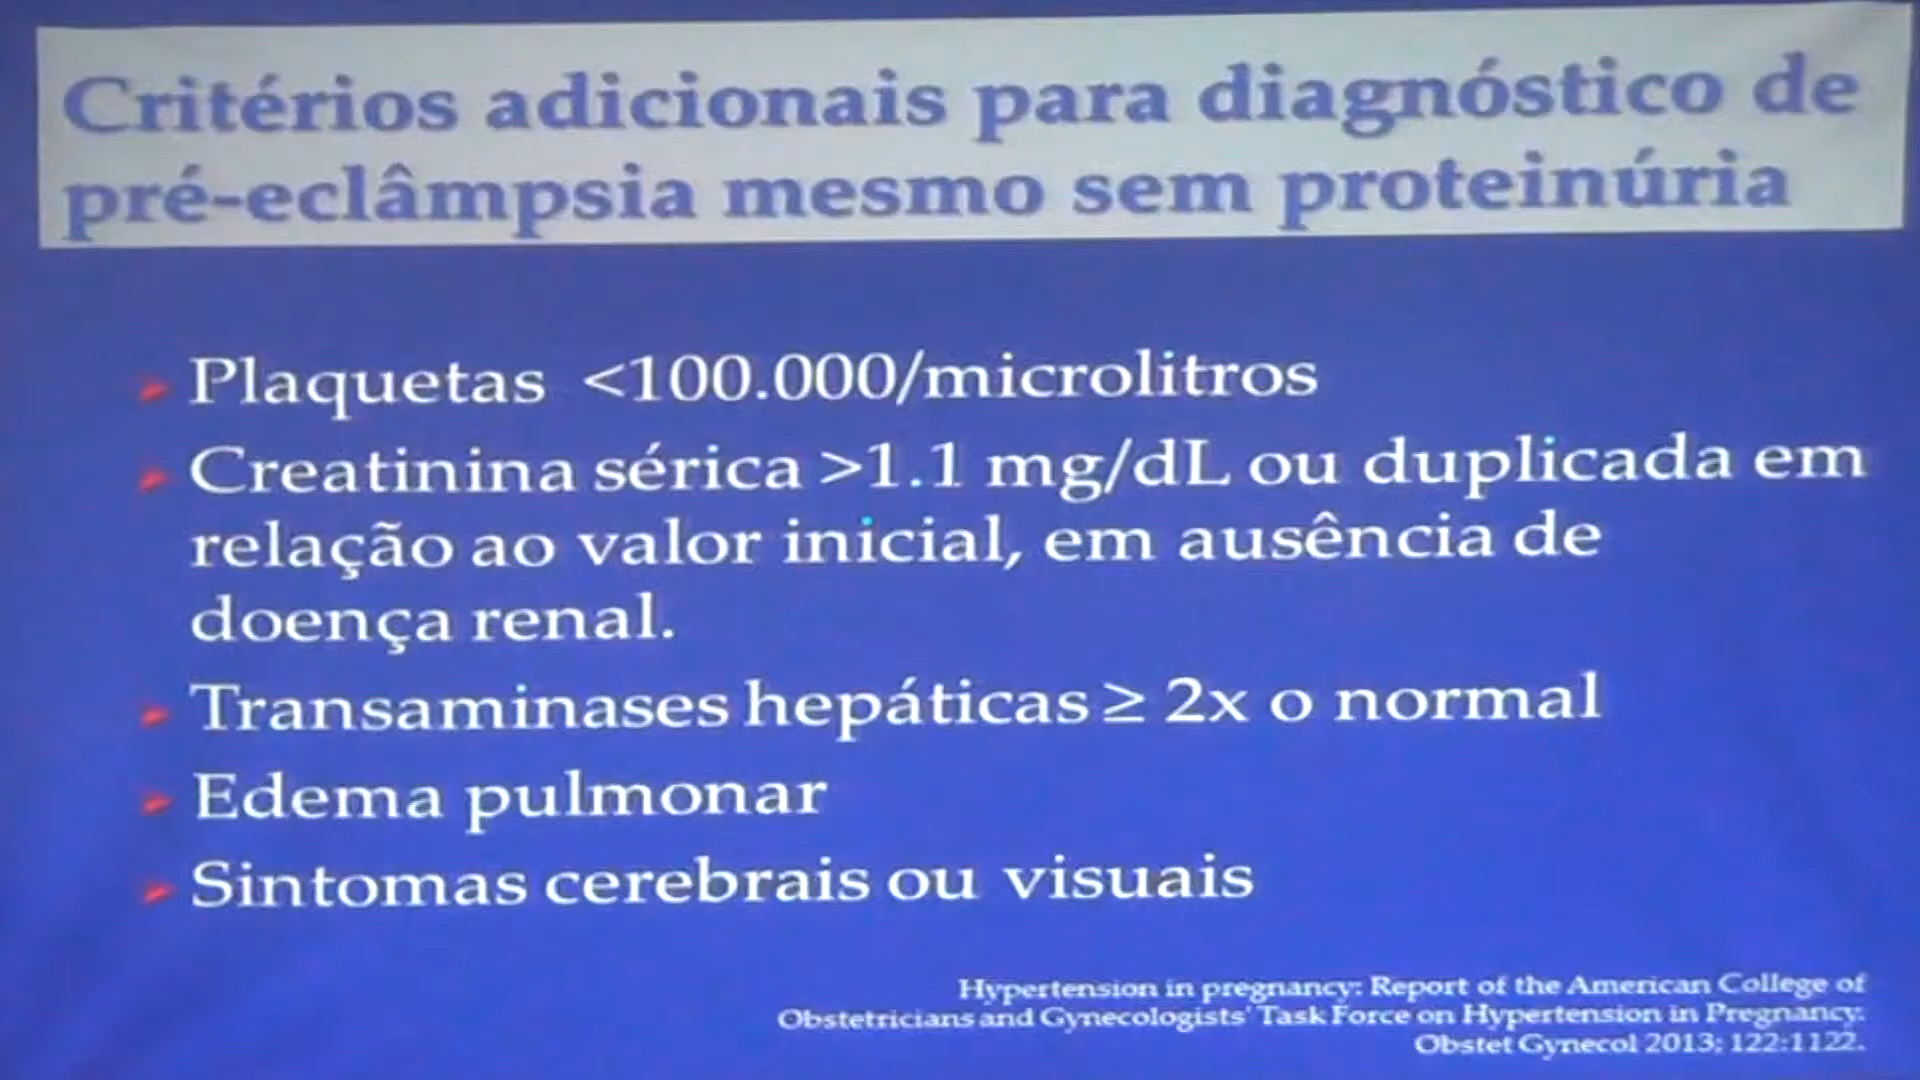 Critérios adicionais para diagnóstico de
pré-eclâmpsia mesmo sem proteinúria
Plaquetas <100.000/microlitros
Creatinina sérica >1.1 mg/dL ou duplicada em
relação ao valor inicial, em ausência de
doença renal.
Transaminases hepáticas ≥ 2x o normal
Edema pulmonar
Sintomas cerebrais ou visuais
Hypertension in pregnancy: Report of the American College of
Obstetricians and Gynecologists' Task Force on Hypertension in Pregnancy.
Obstet Gynecol 2013; 122:1122.